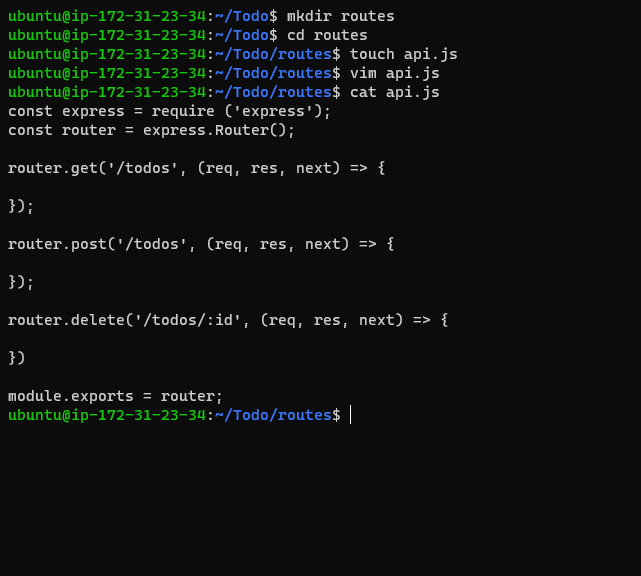 ubuntu@ip-172-31-23-34:~/Todo$ mkdir routes
ubuntu@ip-172-31-23-34:~/Todo$ cd routes
ubuntu@ip-172-31-23-34:~/Todo/routes$ touch api.js
ubuntu@ip-172-31-23-34:~/Todo/routes$ vim api.js
ubuntu@ip-172-31-23-34:~/Todo/routes$ cat api.js
const express = require ('express');
const router = express.Router();

router.get('/todos', (req, res, next) => {

});

router.post('/todos', (req, res, next) => {

});

router.delete('/todos/:id', (req, res, next) => {

})

module.exports = router;
ubuntu@ip-172-31-23-34:~/Todo/routes$